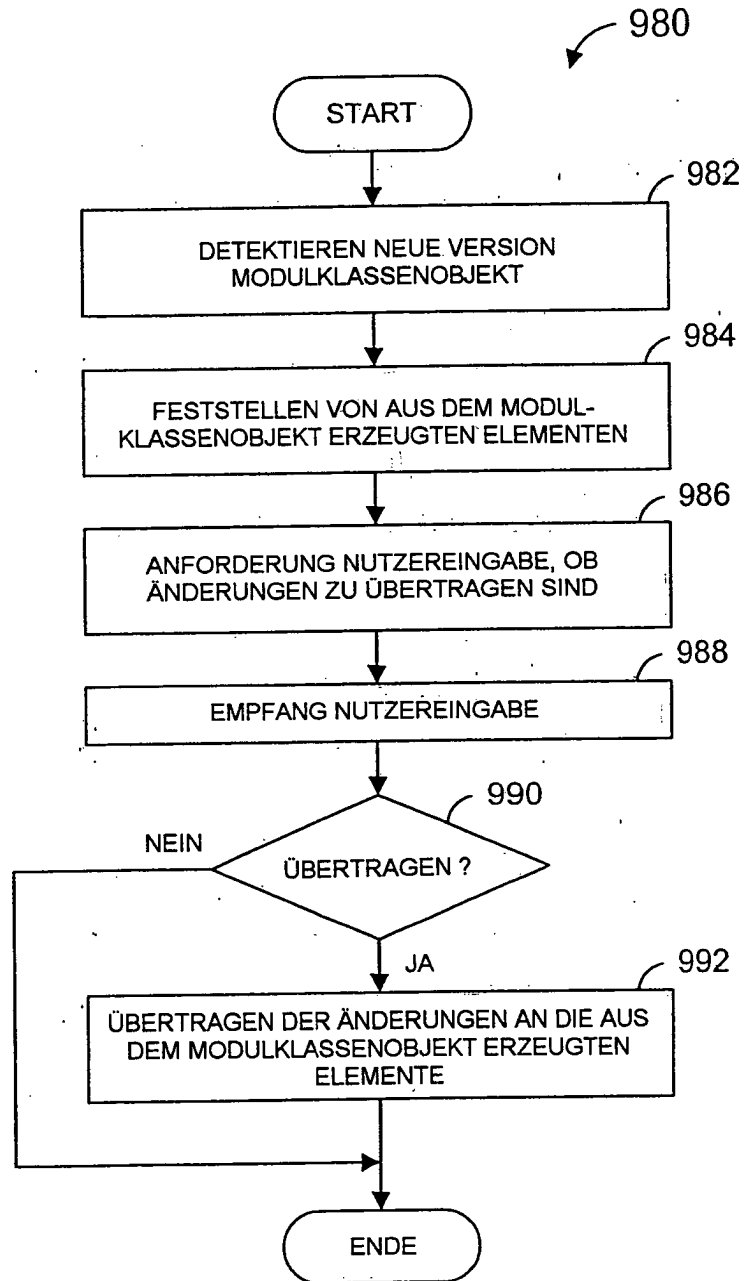 980
START
982
DETEKTIEREN NEUE VERSION
MODULKLASSENOBJEKT
984
FESTSTELLEN VON AUS DEM MODUL-
KLASSENOBJEKT ERZEUGTEN ELEMENTEN
986
ANFORDERUNG NUTZEREINGABE, OB
ÄNDERUNGEN ZU ÜBERTRAGEN SIND
988
EMPFANG NUTZEREINGABE
990
NEIN
ÜBERTRAGEN ?
JA
992
ÜBERTRAGEN DER ÄNDERUNGEN AN DIE AUS
DEM MODULKLASSENOBJEKT ERZEUGTEN
ELEMENTE
ENDE